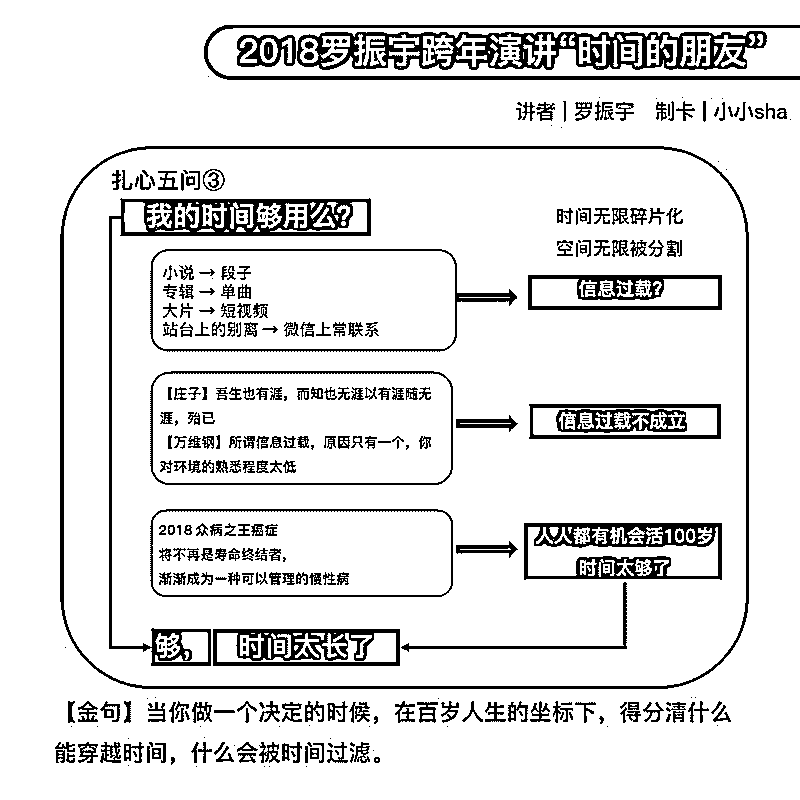 2018罗振宇跨年演讲“时间的朋友”
讲者 | 罗振宇 制卡 | 小小sha
扎心五问③
我的时间够用么？
时间无限碎片化
空间无限被分割
小说 → 段子
专辑 → 单曲
大片 → 短视频
站台上的别离 → 微信上常联系
信息过载？
【庄子】吾生也有涯，而知也无涯以有涯随无
涯，殆已
【万维钢】所谓信息过载，原因只有一个，你
对环境的熟悉程度太低
信息过载不成立
2018 众病之王癌症
将不再是寿命终结者，
渐渐成为一种可以管理的慢性病
人人都有机会活100岁
时间太够了
够，
时间太长了
【金句】当你做一个决定的时候，在百岁人生的坐标下，得分清什么
能穿越时间，什么会被时间过滤。